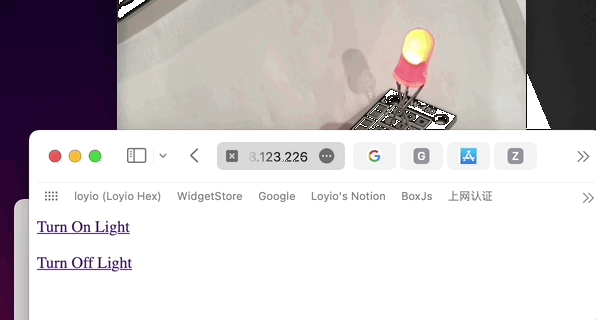 8.123.226
G
G
Z
loyio (Loyio Hex)
WidgetStore
Google
Loyio's Notion
BoxJs
上网认证
Turn On Light
Turn Off Light